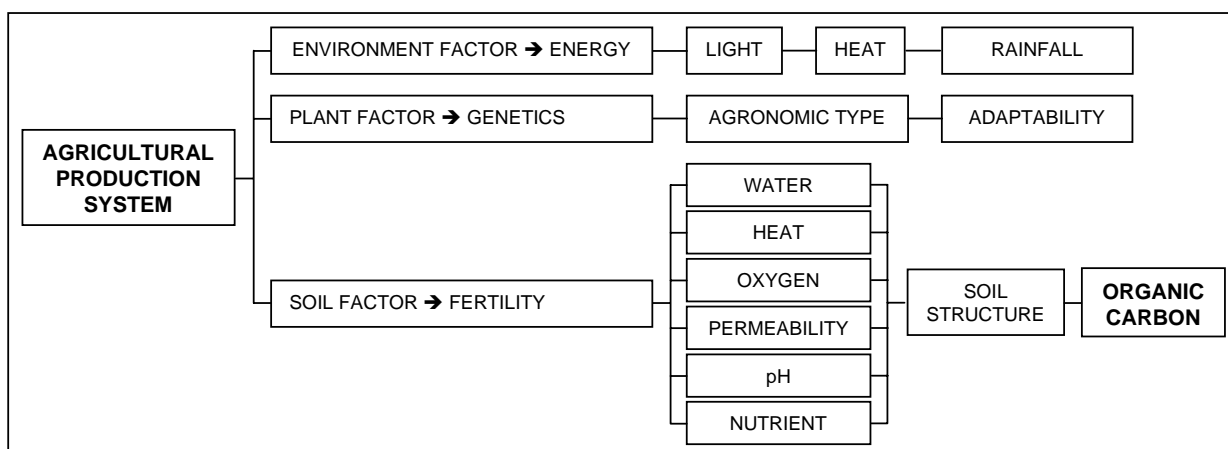 ENVIRONMENT FACTOR ➔ ENERGY
LIGHT
HEAT
RAINFALL
PLANT FACTOR ➔ GENETICS
AGRONOMIC TYPE
ADAPTABILITY
AGRICULTURAL
PRODUCTION
SYSTEM
SOIL FACTOR ➔ FERTILITY
WATER
HEAT
OXYGEN
PERMEABILITY
pH
NUTRIENT
SOIL
STRUCTURE
ORGANIC
CARBON